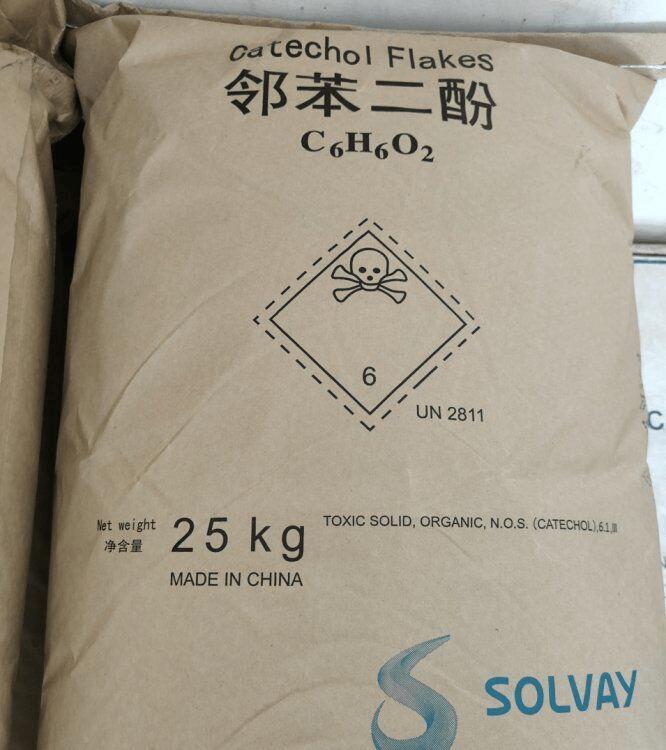 Catechol Flakes
邻苯二酚
C₆H₆O₂
6
UN 2811
Net weight
净含量
25 kg
TOXIC SOLID, ORGANIC, N.O.S. (CATECHOL),6.1,III
MADE IN CHINA
SOLVAY
C